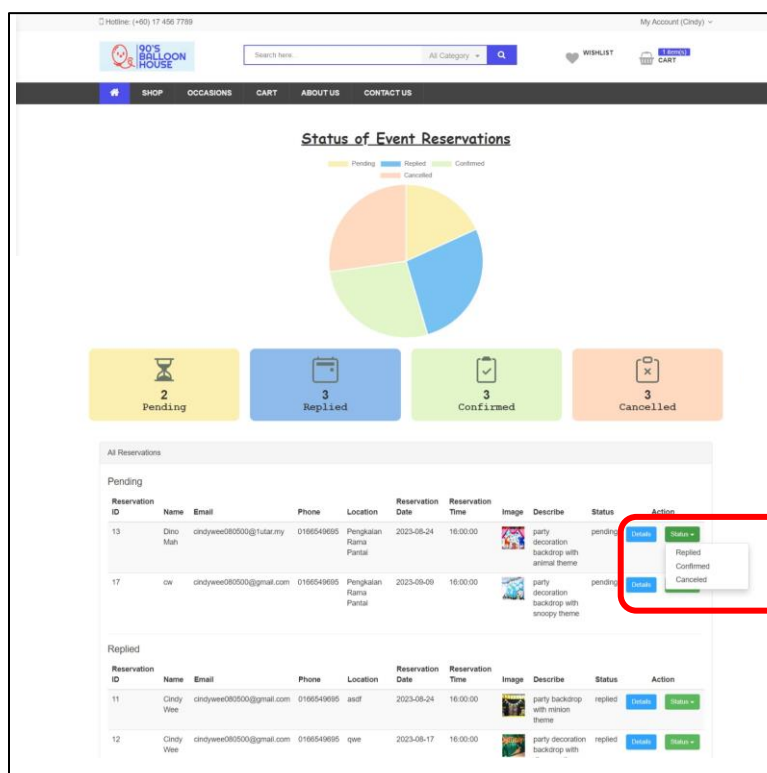 Hotline: (+60) 17 456 7789
My Account (Cindy)
90'S
BALLOON
HOUSE
Search here
All Category
WISHLIST
1 item(s)
CART
SHOP OCCASIONS CART ABOUT US CONTACT US
Status of Event Reservations
Pending Replied Confirmed
Cancelled
2
Pending
3
Replied
3
Confirmed
3
Cancelled
All Reservations
Pending
Reservation ID Name Email Phone Location Reservation Date Reservation Time Image Describe Status Action
13 Dino Mah cindywee080500@1utar.my 0166549695 Pengkalan Rama Pantai 2023-08-24 16:00:00 party decoration backdrop with animal theme pending Details Status
Replied
Confirmed
Canceled
17 cw cindywee080500@gmail.com 0166549695 Pengkalan Rama Pantai 2023-09-09 16:00:00 party decoration backdrop with snoopy theme pending Details
Replied
Reservation ID Name Email Phone Location Reservation Date Reservation Time Image Describe Status Action
11 Cindy Wee cindywee080500@gmail.com 0166549695 asdf 2023-08-24 16:00:00 party backdrop with minion theme replied Details Status
12 Cindy Wee cindywee080500@gmail.com 0166549695 qwe 2023-08-17 16:00:00 party decoration backdrop with replied Details Status